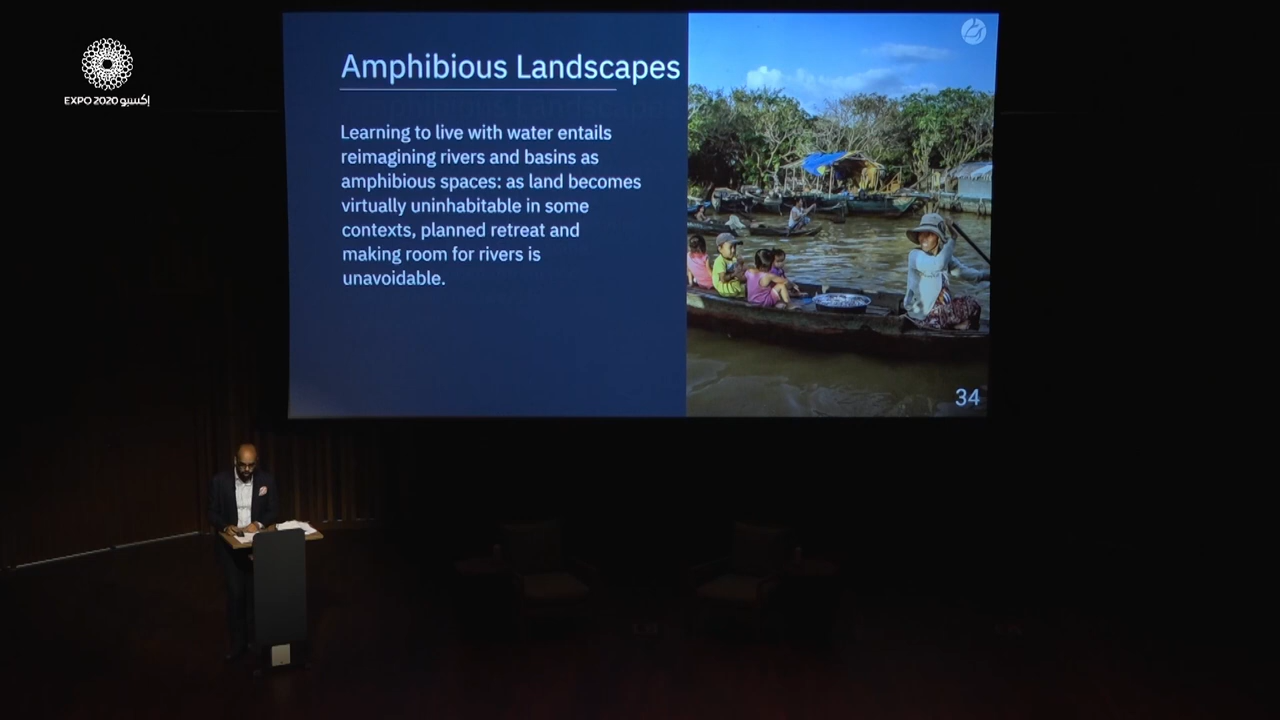 EXPO 2020 إكسبو
Amphibious Landscapes
Learning to live with water entails
reimagining rivers and basins as
amphibious spaces: as land becomes
virtually uninhabitable in some
contexts, planned retreat and
making room for rivers is
unavoidable.
34